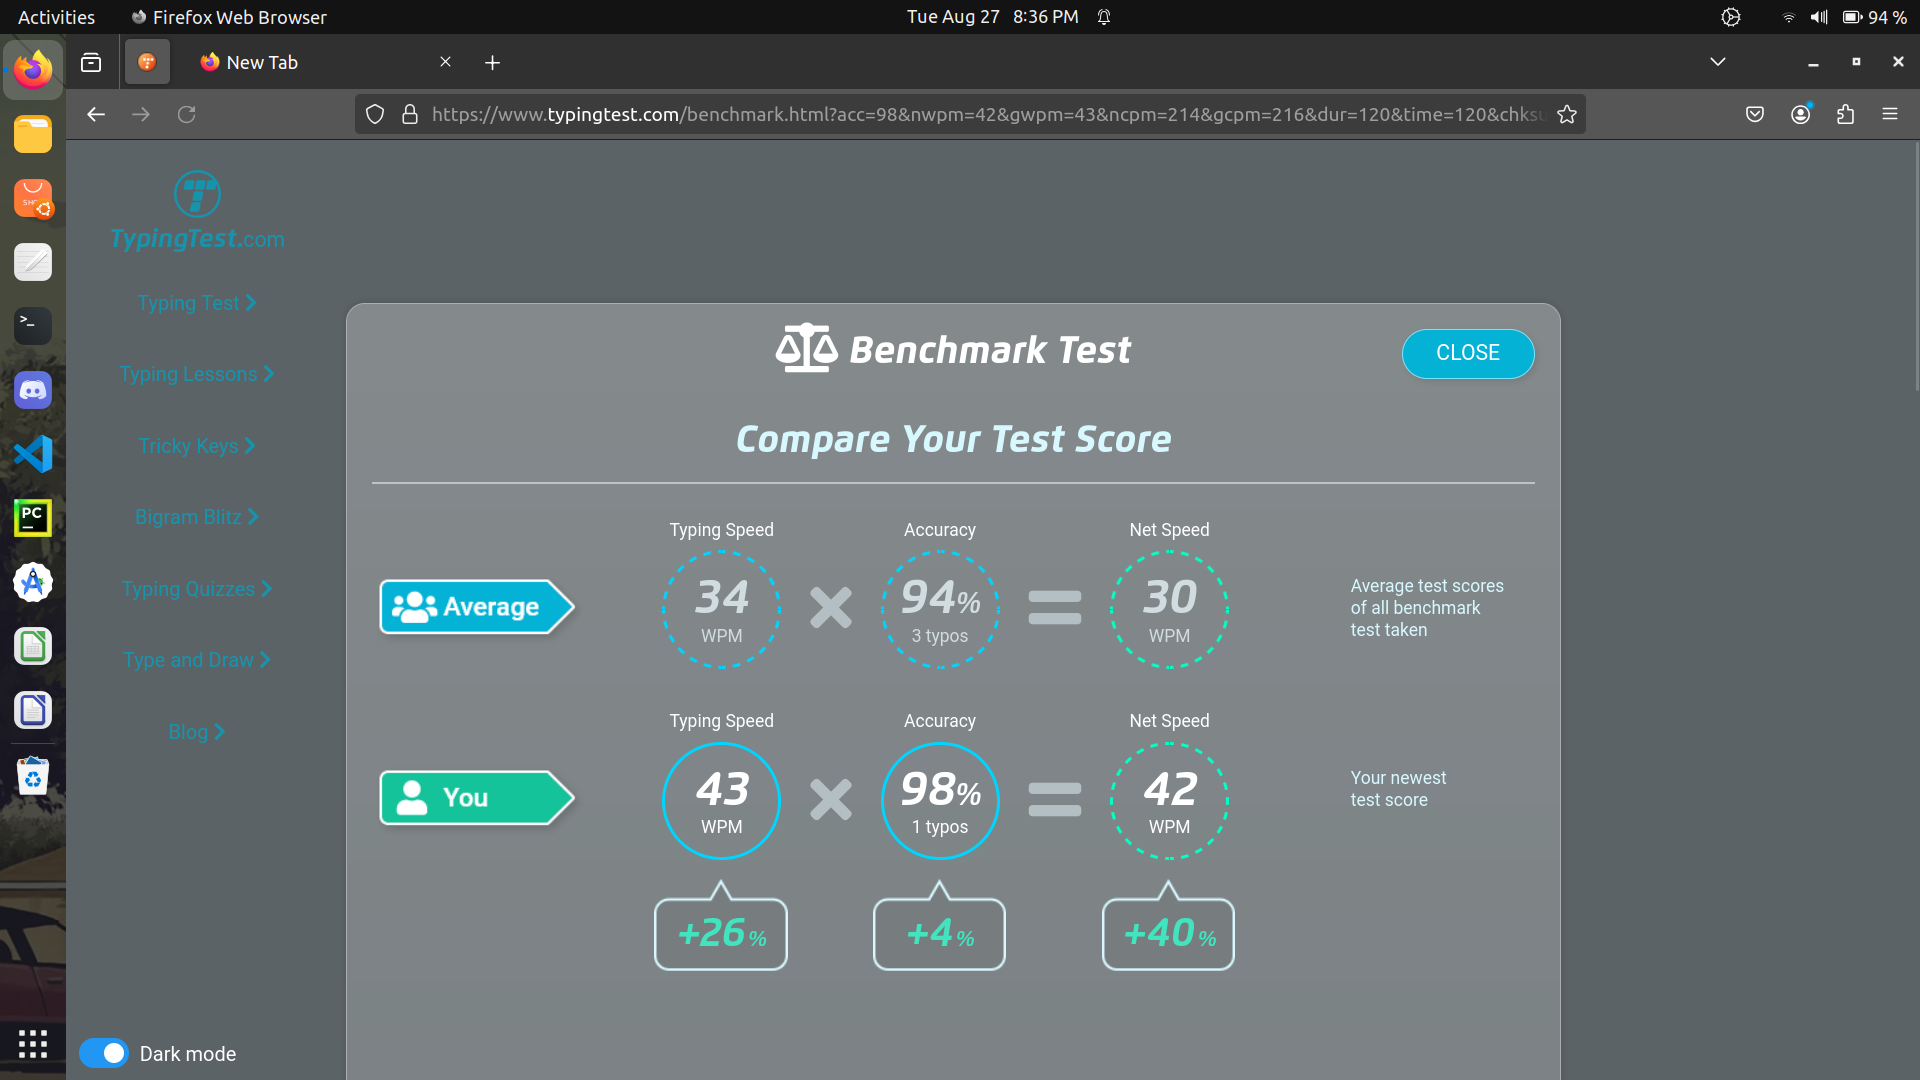 Activities
Firefox Web Browser
Tue Aug 27 8:36 PM
94 %
New Tab
https://www.typingtest.com/benchmark.html?acc=98&nwpm=42&gwpm=43&ncpm=214&gcpm=216&dur=120&time=120&chksu
TypingTest.com
Typing Test
Typing Lessons
Tricky Keys
Bigram Blitz
Typing Quizzes
Type and Draw
Blog
Dark mode
Benchmark Test
CLOSE
Compare Your Test Score
Typing Speed Accuracy Net Speed
Average
34 94% 30
WPM 3 typos WPM
Average test scores
of all benchmark
test taken
Typing Speed Accuracy Net Speed
You
43 98% 42
WPM 1 typos WPM
Your newest
test score
+26% +4% +40%
PC